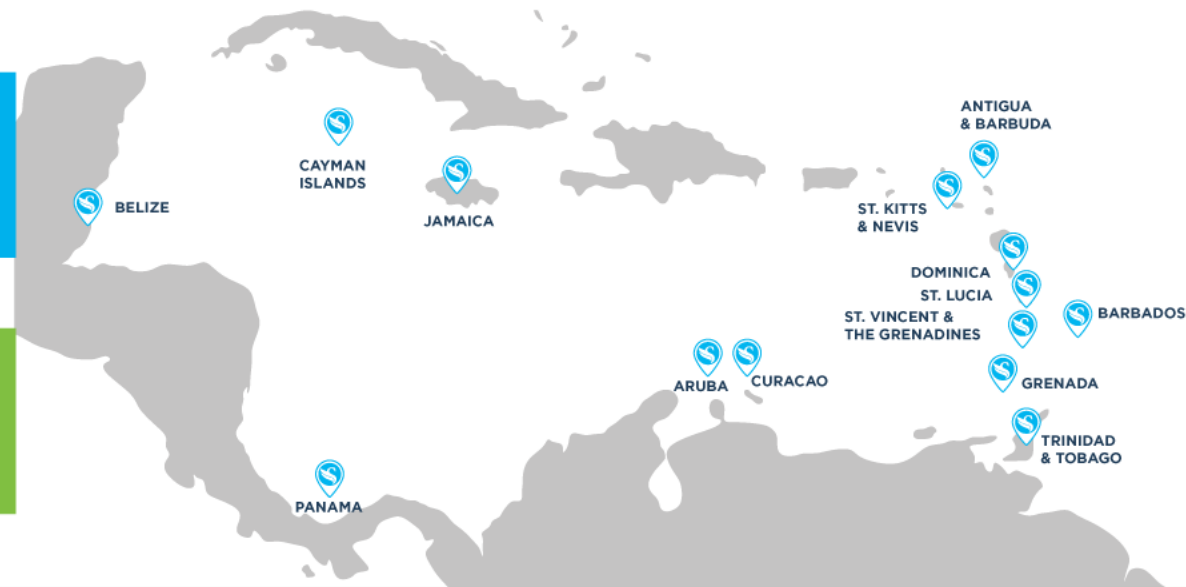 ANTIGUA
& BARBUDA
CAYMAN
ISLANDS
BELIZE
JAMAICA
ST. KITTS
& NEVIS
DOMINICA
ST. LUCIA
BARBADOS
ST. VINCENT &
THE GRENADINES
ARUBA
CURACAO
GRENADA
TRINIDAD
& TOBAGO
PANAMA